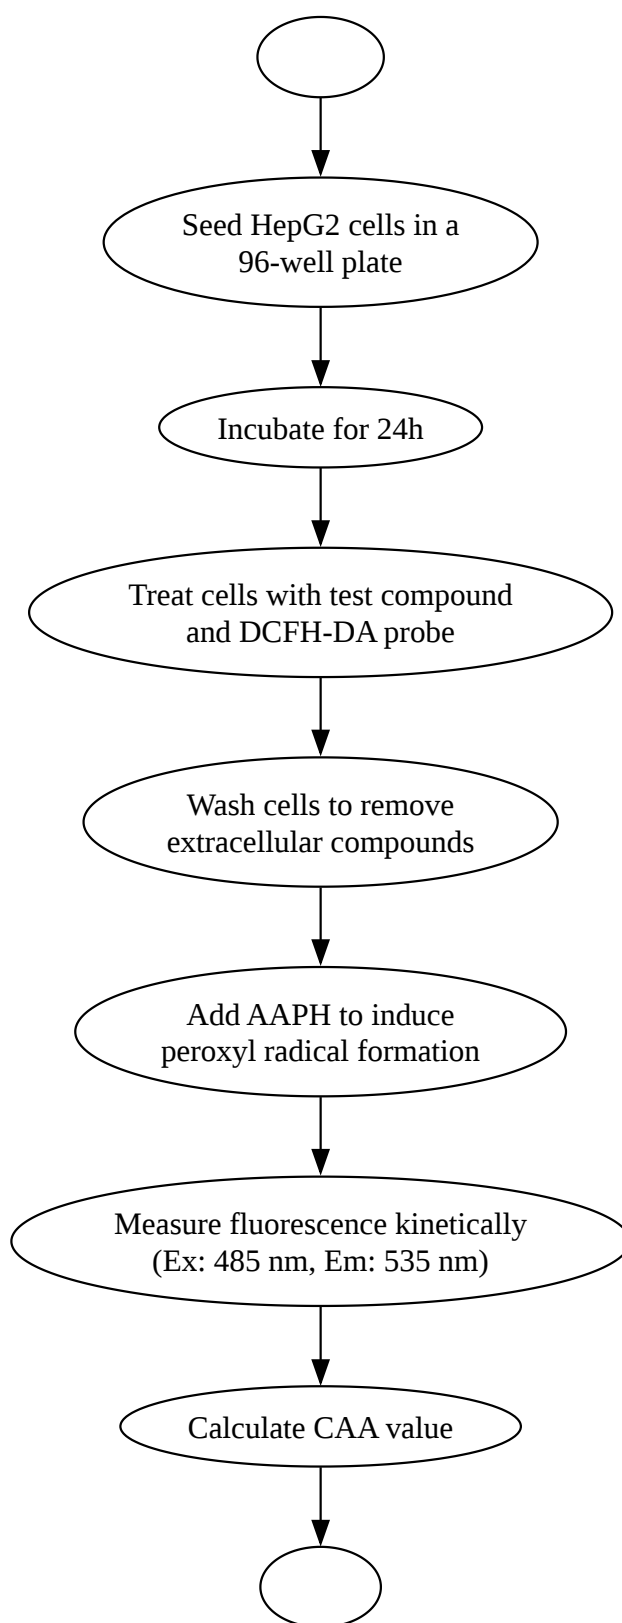 Seed HepG2 cells in a
96-well plate
Incubate for 24h
Treat cells with test compound
and DCFH-DA probe
Wash cells to remove
extracellular compounds
Add AAPH to induce
peroxyl radical formation
Measure fluorescence kinetically
(Ex: 485 nm, Em: 535 nm)
Calculate CAA value